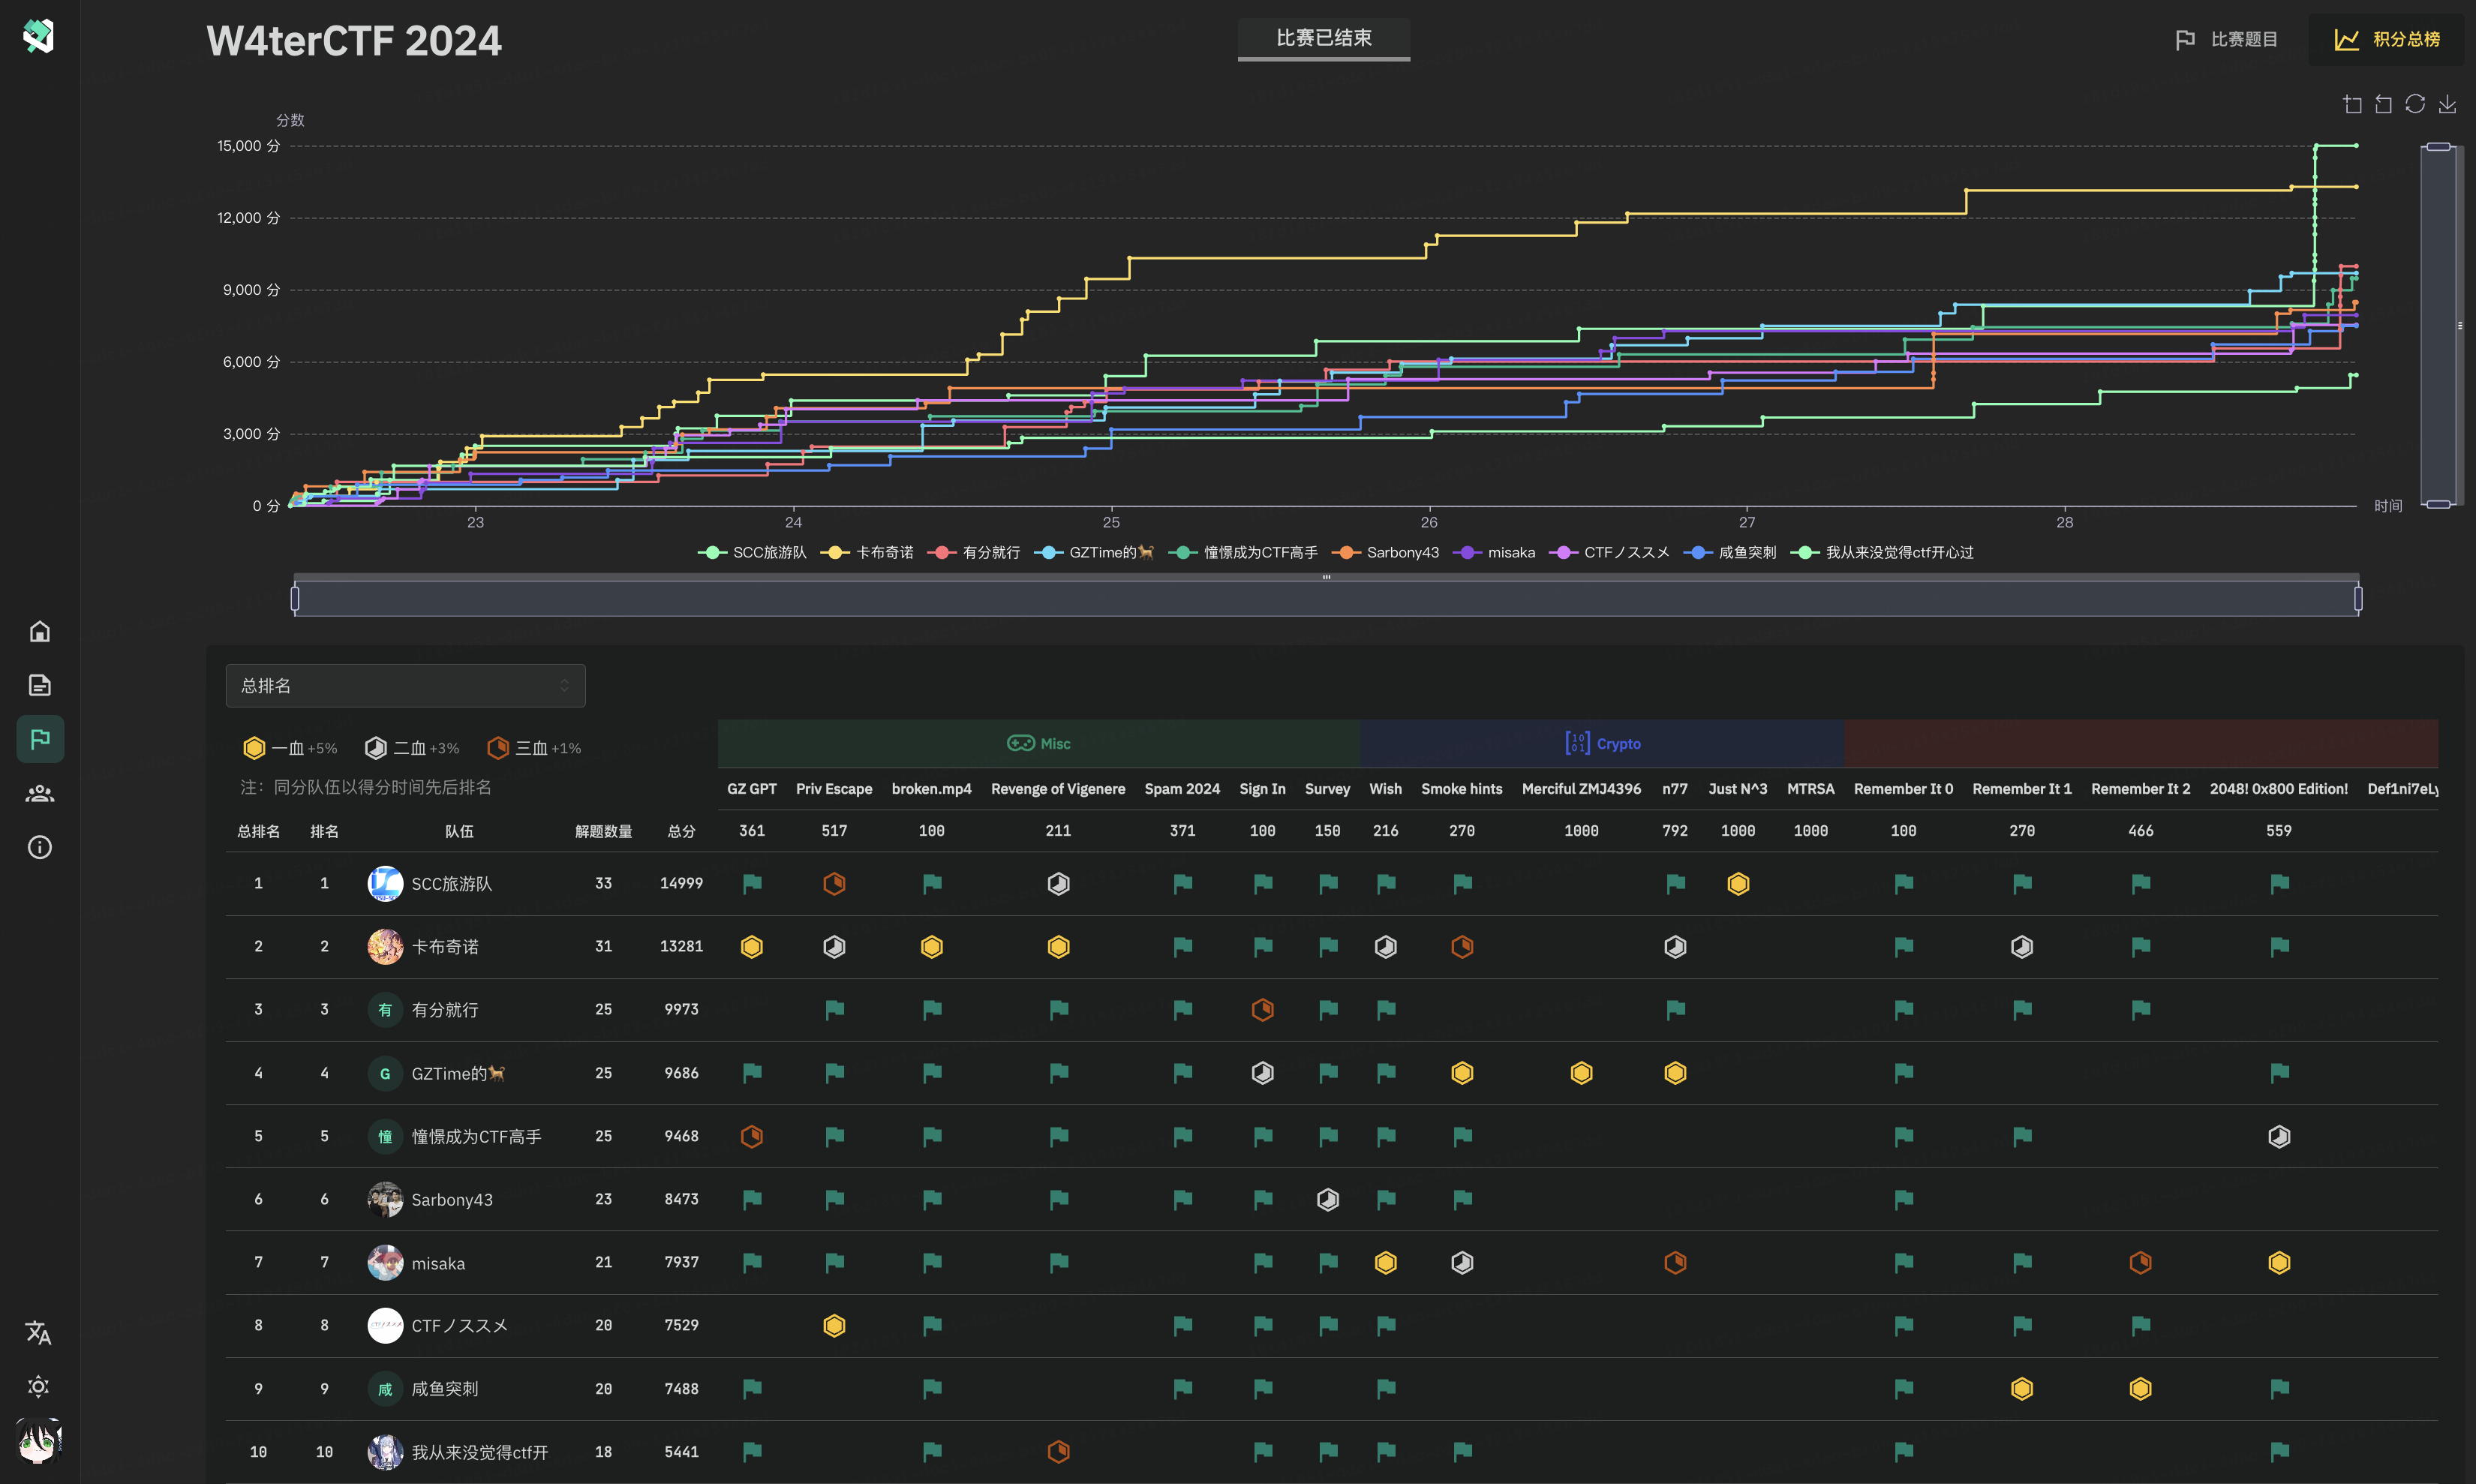 W4terCTF 2024
比赛已结束
比赛题目
积分总榜
分数
15,000 分
12,000 分
9,000 分
6,000 分
3,000 分
0 分
23 24 25 26 27 28
时间
SCC旅游队 卡布奇诺 有分就行 GZTime的🐕 憧憬成为CTF高手 Sarbony43 misaka CTFノススメ 咸鱼突刺 我从来没觉得ctf开心过
总排名
一血 +5% 二血 +3% 三血 +1%
注：同分队伍以得分时间先后排名
Misc Crypto
GZ GPT Priv Escape broken.mp4 Revenge of Vigenere Spam 2024 Sign In Survey Wish Smoke hints Merciful ZMJ4396 n77 Just N^3 MTRSA Remember It 0 Remember It 1 Remember It 2 2048! 0x800 Edition! Def1ni7eLy
总排名 排名 队伍 解题数量 总分 361 517 100 211 371 100 150 216 270 1000 792 1000 1000 100 270 466 559
1 1 SCC旅游队 33 14999
2 2 卡布奇诺 31 13281
3 3 有 有分就行 25 9973
4 4 G GZTime的🐕 25 9686
5 5 憧 憧憬成为CTF高手 25 9468
6 6 Sarbony43 23 8473
7 7 misaka 21 7937
8 8 CTFノススメ 20 7529
9 9 咸 咸鱼突刺 20 7488
10 10 我从来没觉得ctf开 18 5441